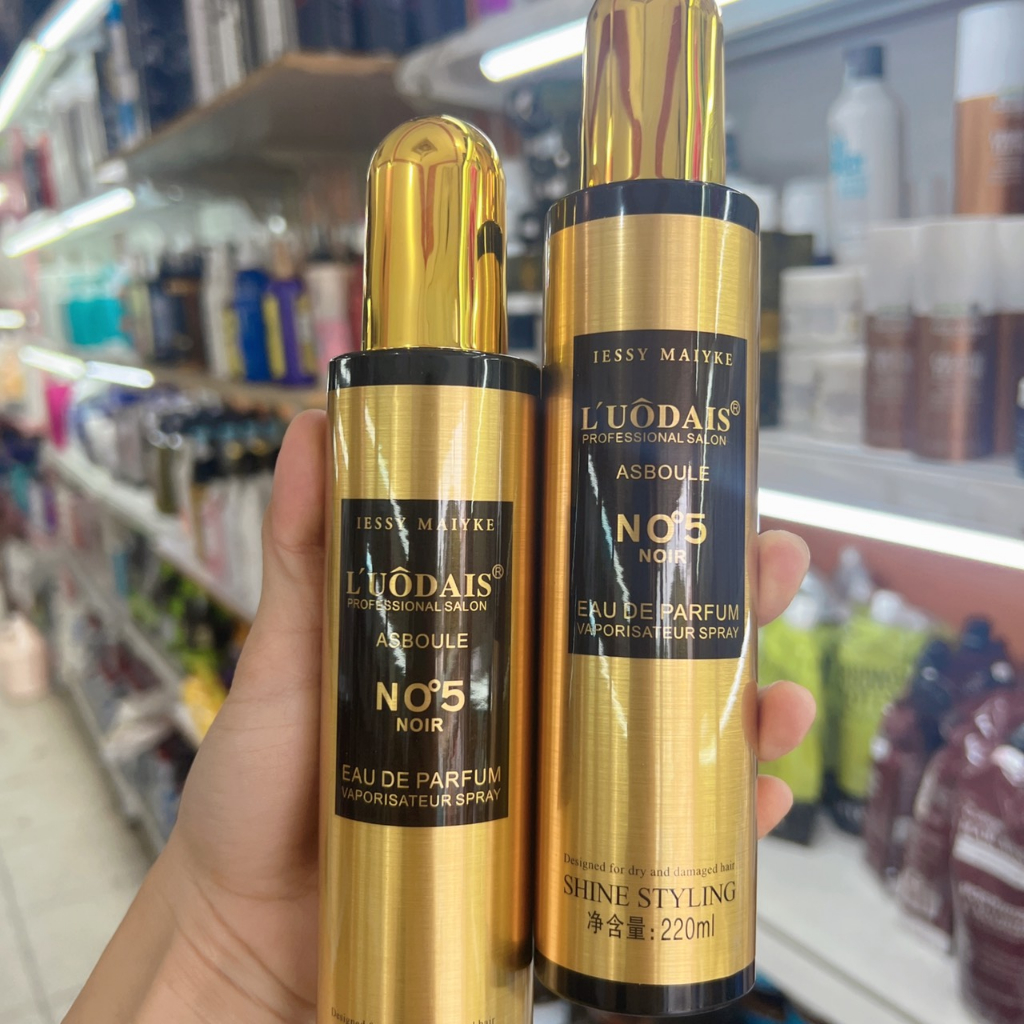 IESSY MAIYKE
L'UÔDAIS®
PROFESSIONAL SALON
ASBOULE
NO°5
NOIR
EAU DE PARFUM
VAPORISATEUR SPRAY
IESSY MAIYKE
L'UÔDAIS®
PROFESSIONAL SALON
ASBOULE
NO°5
NOIR
EAU DE PARFUM
VAPORISATEUR SPRAY
Designed for dry and damaged hair
SHINE STYLING
净含量:220ml